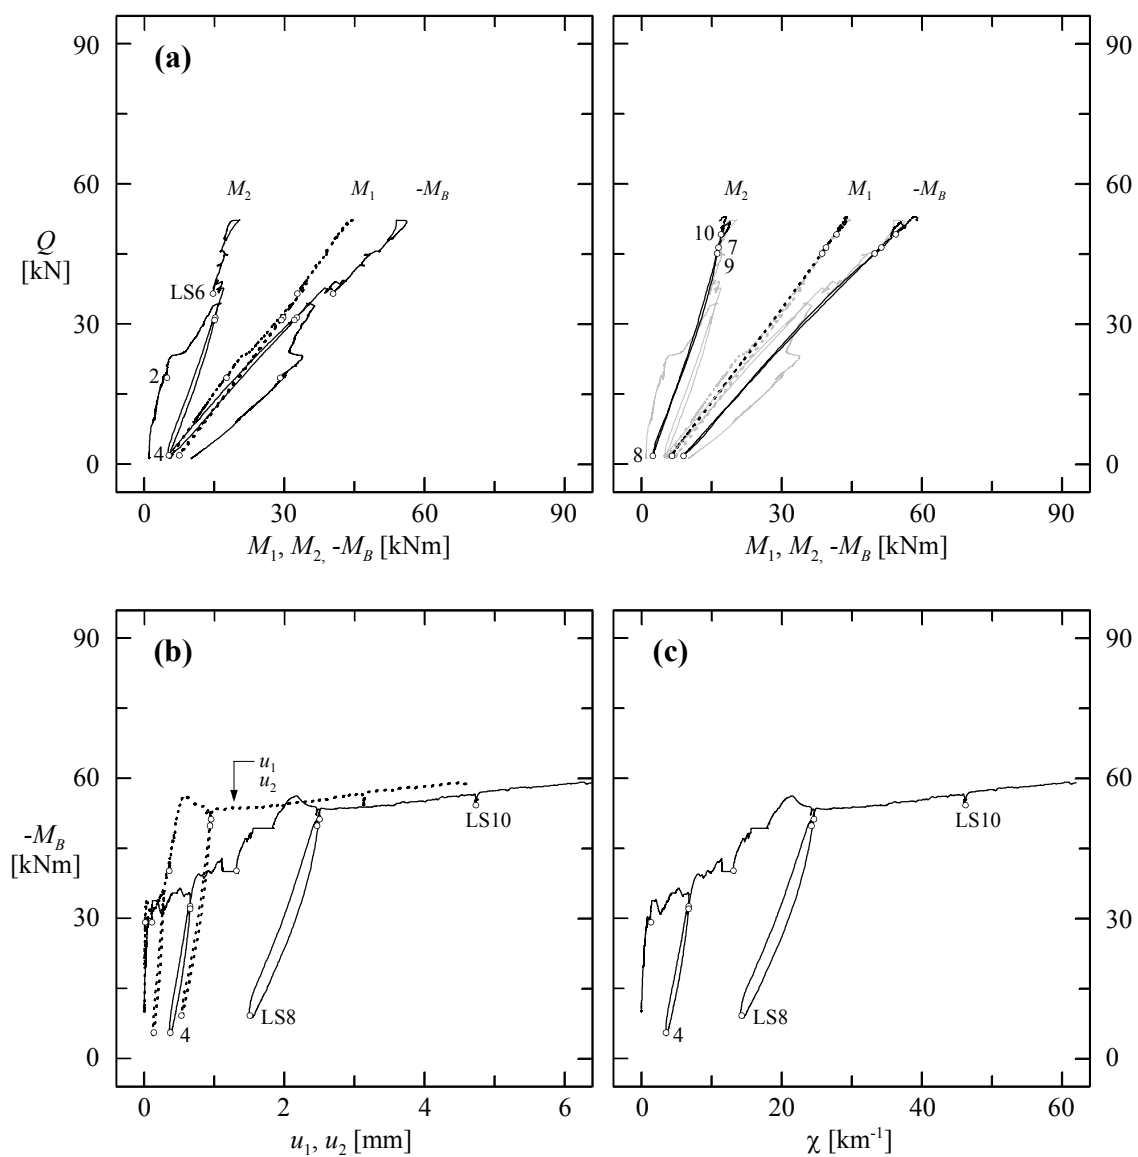 90
(a)
90
60
M2 M1 -MB
M2 M1 -MB
60
Q
[kN]
LS6
10
7
9
30
30
2
4
8
0
0
0 30 60 90
0 30 60 90
M1, M2, -MB [kNm]
M1, M2, -MB [kNm]
90
(b)
(c)
90
60
u1
u2
60
LS10
LS10
-MB
[kNm]
30
30
LS8
LS8
4
4
0
0
0 2 4 6
0 20 40 60
u1, u2 [mm]
χ [km-1]